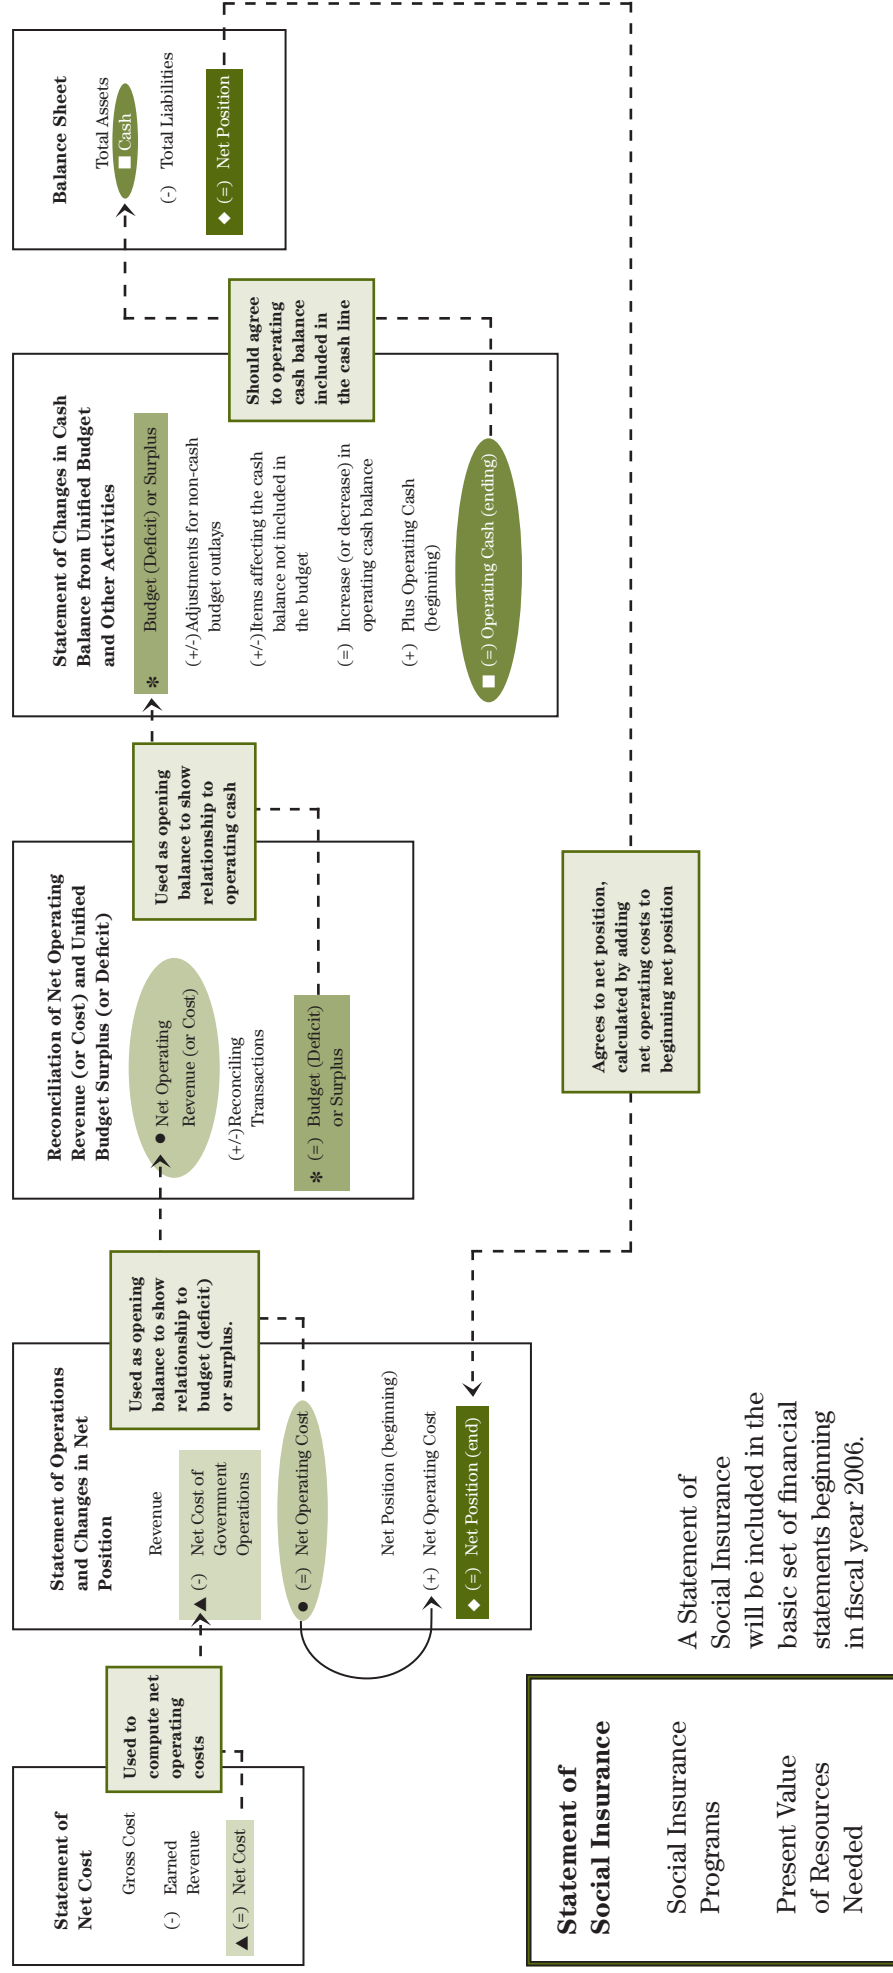 Statement of
Net Cost
Gross Cost
(-) Earned
Revenue
▲ (=) Net Cost
Used to
compute net
operating
costs
Statement of Operations
and Changes in Net
Position
Revenue
▲ (-) Net Cost of
Government
Operations
● (=) Net Operating Cost
Net Position (beginning)
(+) Net Operating Cost
◆ (=) Net Position (end)
Used as opening
balance to show
relationship to
budget (deficit)
or surplus.
Reconciliation of Net Operating
Revenue (or Cost) and Unified
Budget Surplus (or Deficit)
● Net Operating
Revenue (or Cost)
(+/-)Reconciling
Transactions
* (=) Budget (Deficit)
or Surplus
Used as opening
balance to show
relationship to
operating cash
Statement of Changes in Cash
Balance from Unified Budget
and Other Activities
* Budget (Deficit) or Surplus
(+/-)Adjustments for non-cash
budget outlays
(+/-)Items affecting the cash
balance not included in
the budget
(=) Increase (or decrease) in
operating cash balance
(+) Plus Operating Cash
(beginning)
■ (=) Operating Cash (ending)
Should agree
to operating
cash balance
included in
the cash line
Balance Sheet
Total Assets
■ Cash
(-) Total Liabilities
◆ (=) Net Position
Agrees to net position,
calculated by adding
net operating costs to
beginning net position
Statement of
Social Insurance
Social Insurance
Programs
Present Value
of Resources
Needed
A Statement of
Social Insurance
will be included in the
basic set of financial
statements beginning
in fiscal year 2006.